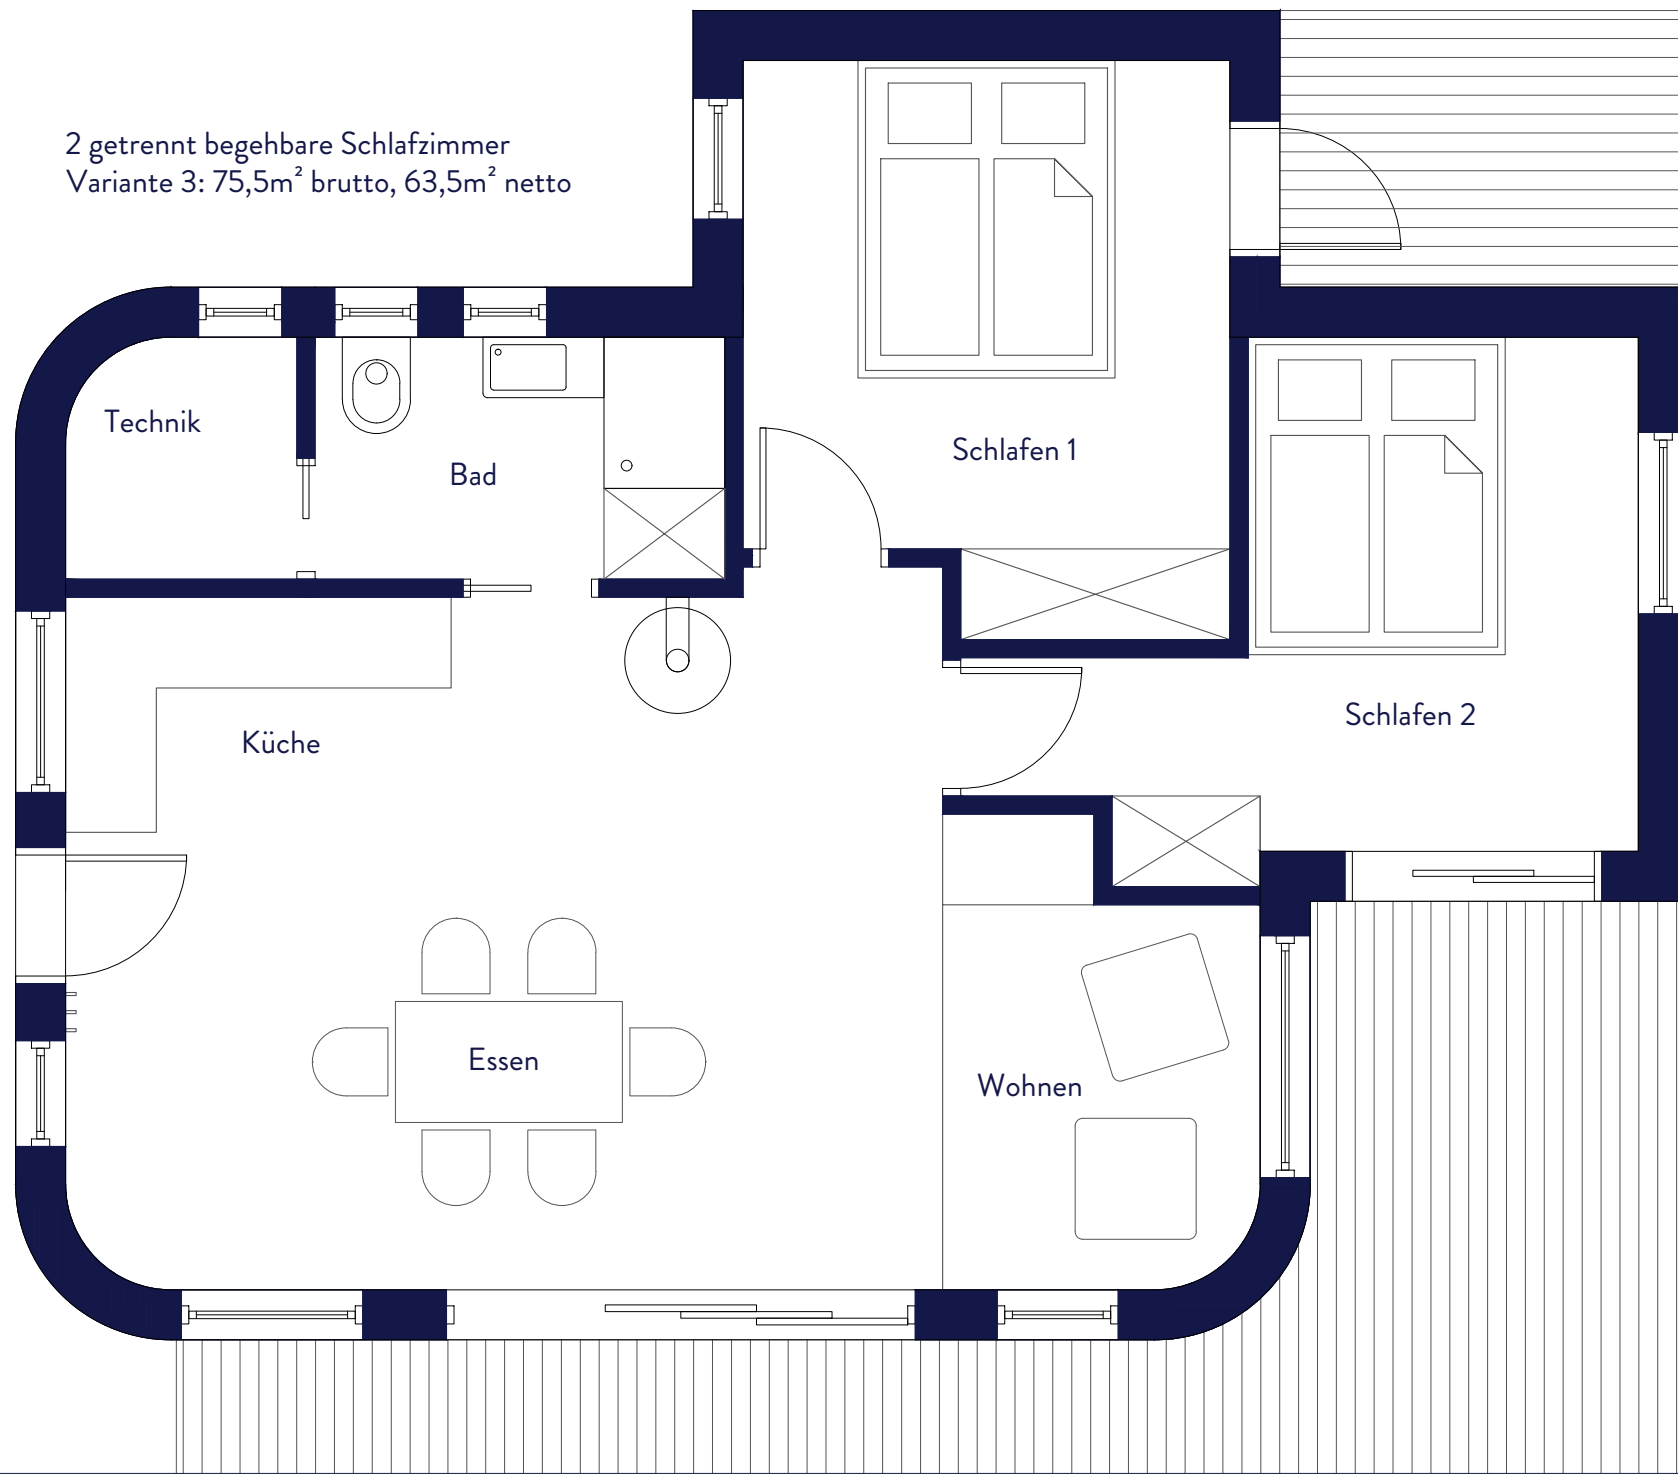 2 getrennt begehbare Schlafzimmer
Variante 3: 75,5m² brutto, 63,5m² netto
Technik
Bad
Schlafen 1
Schlafen 2
Küche
Essen
Wohnen